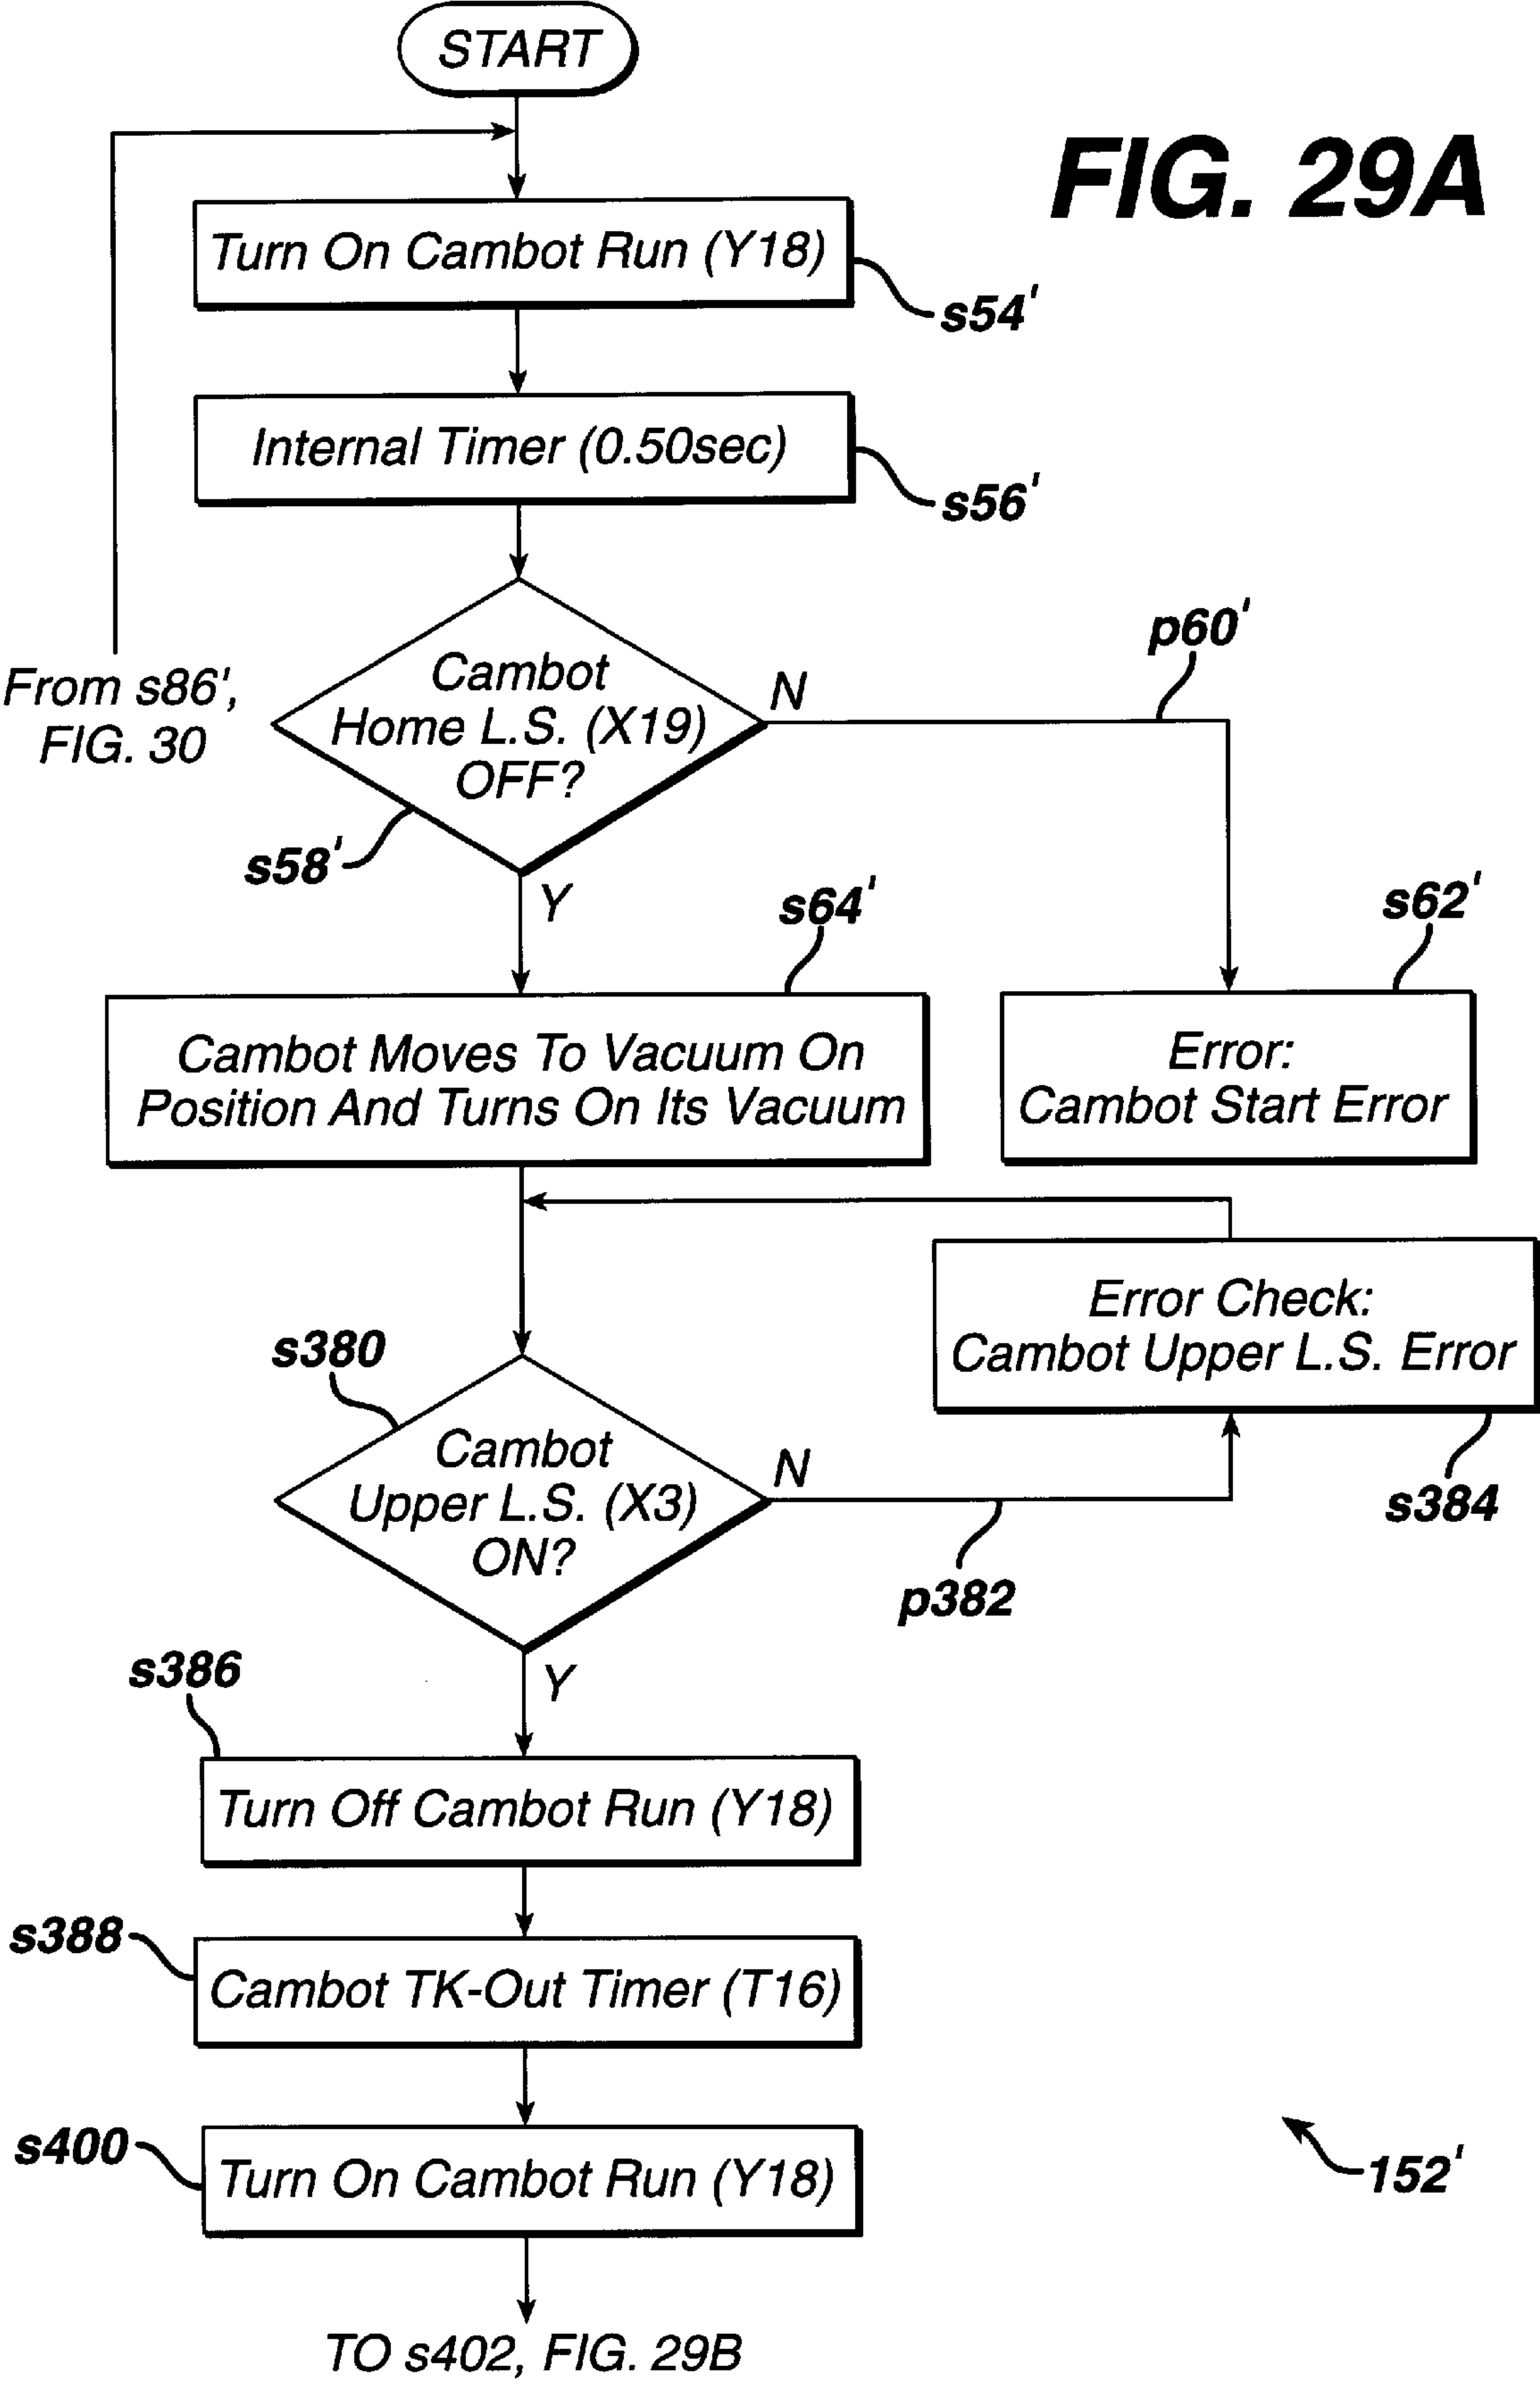 START
FIG. 29A
Turn On Cambot Run (Y18)
s54'
Internal Timer (0.50sec)
s56'
From s86',
FIG. 30
Cambot
Home L.S. (X19)
OFF?
N
p60'
s58'
Y
s64'
s62'
Cambot Moves To Vacuum On
Position And Turns On Its Vacuum
Error:
Cambot Start Error
Error Check:
Cambot Upper L.S. Error
s384
s380
Cambot
Upper L.S. (X3)
ON?
N
p382
Y
s386
Turn Off Cambot Run (Y18)
s388
Cambot TK-Out Timer (T16)
s400
Turn On Cambot Run (Y18)
152'
TO s402, FIG. 29B